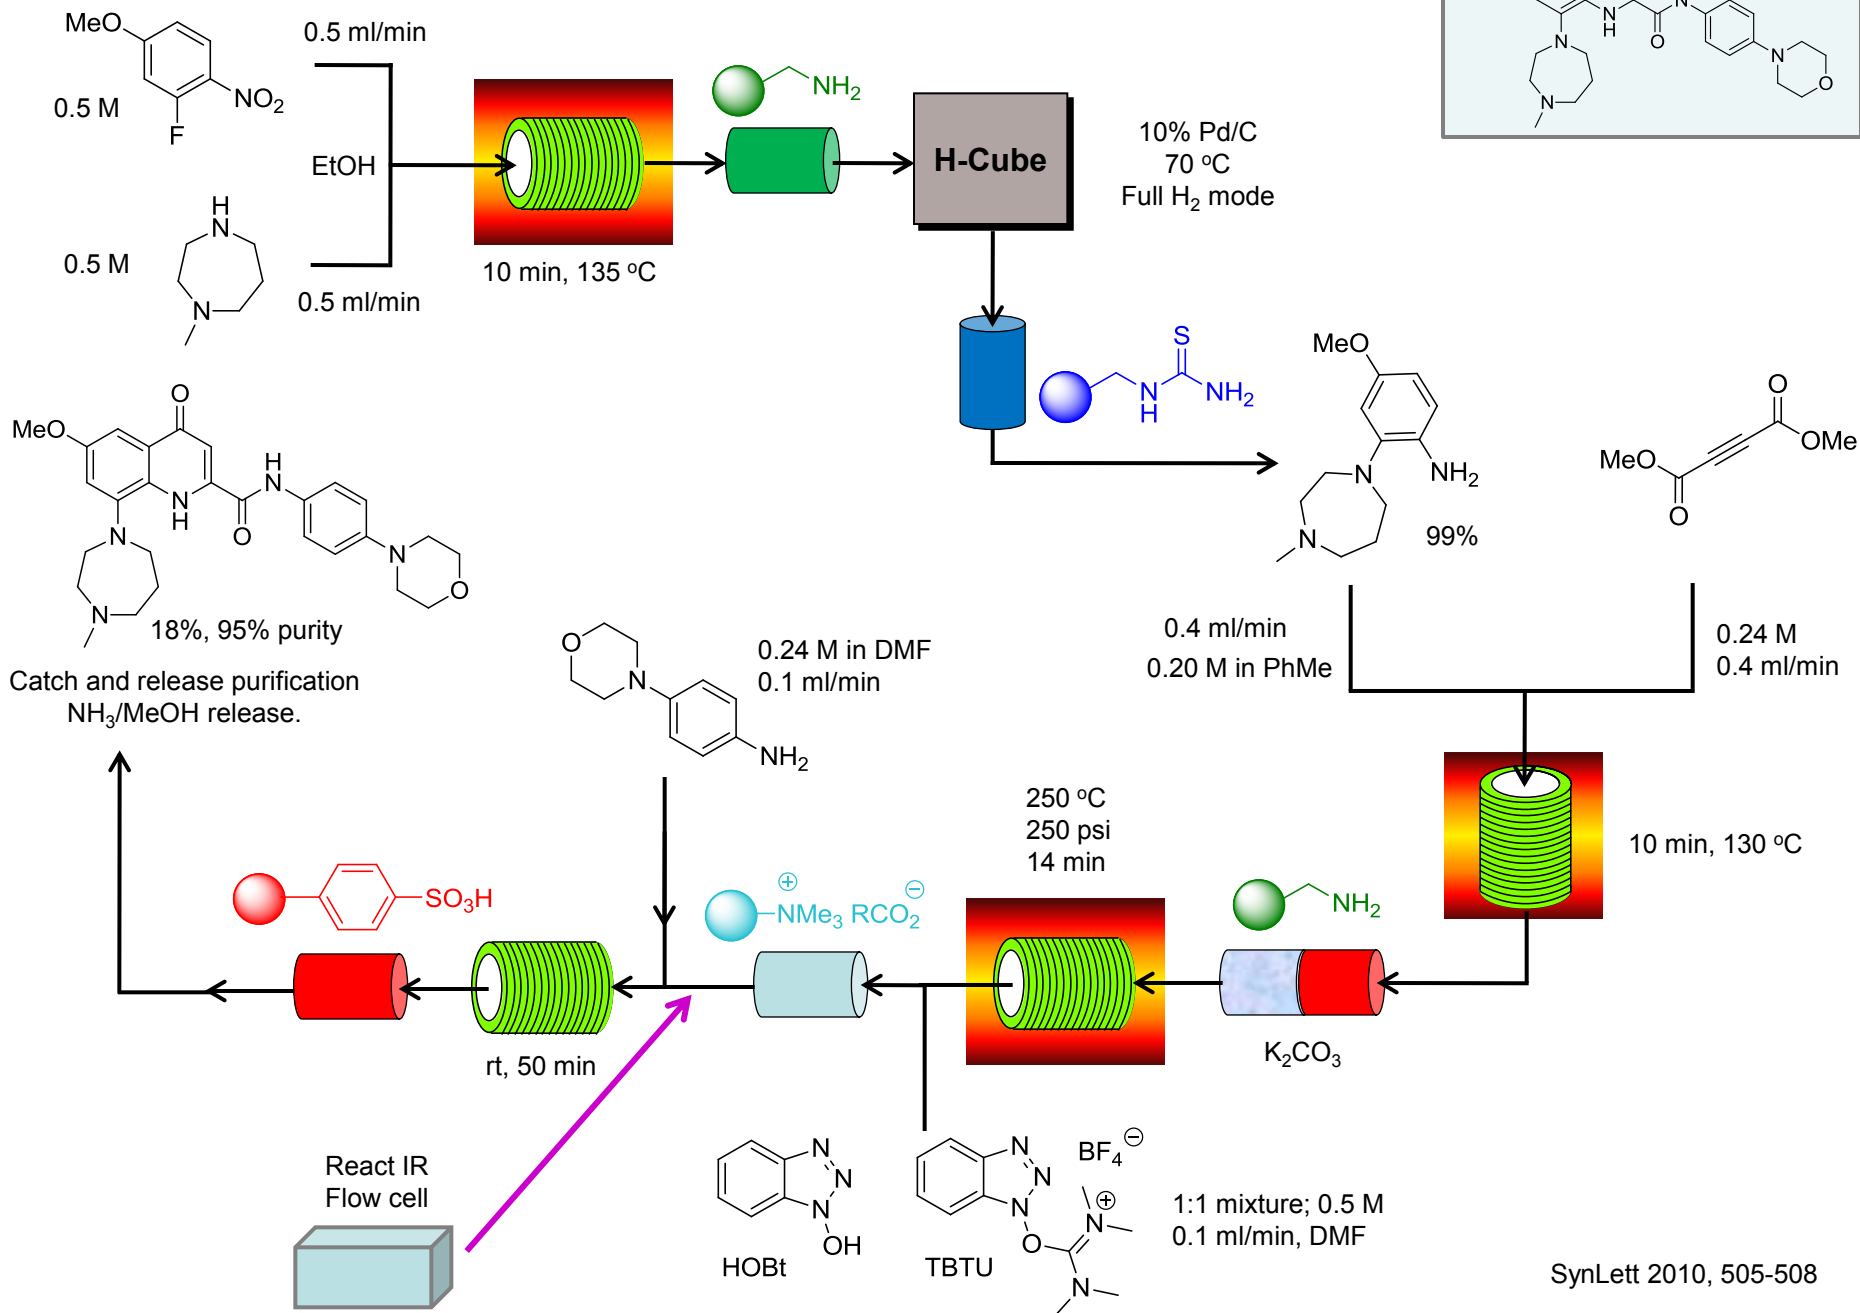 MeO
0.5 ml/min
0.5 M
NO2
F
EtOH
H
N
0.5 M
N
0.5 ml/min
10 min, 135 oC
NH2
H-Cube
10% Pd/C
70 oC
Full H2 mode
N
H
O
N
N
N
N
O
S
N
H
NH2
MeO
N
NH2
N
99%
O
OMe
MeO
O
O
MeO
H
N
N
H
O
N
N
O
N
18%, 95% purity
Catch and release purification
NH3/MeOH release.
O
N
NH2
0.24 M in DMF
0.1 ml/min
0.4 ml/min
0.20 M in PhMe
0.24 M
0.4 ml/min
10 min, 130 oC
250 oC
250 psi
14 min
NH2
K2CO3
NMe3 RCO2
⊕ ⊖
SO3H
rt, 50 min
React IR
Flow cell
N
N
N
OH
HOBt
N
N
N
O
N
N
⊕
BF4 ⊖
TBTU
1:1 mixture; 0.5 M
0.1 ml/min, DMF
SynLett 2010, 505-508